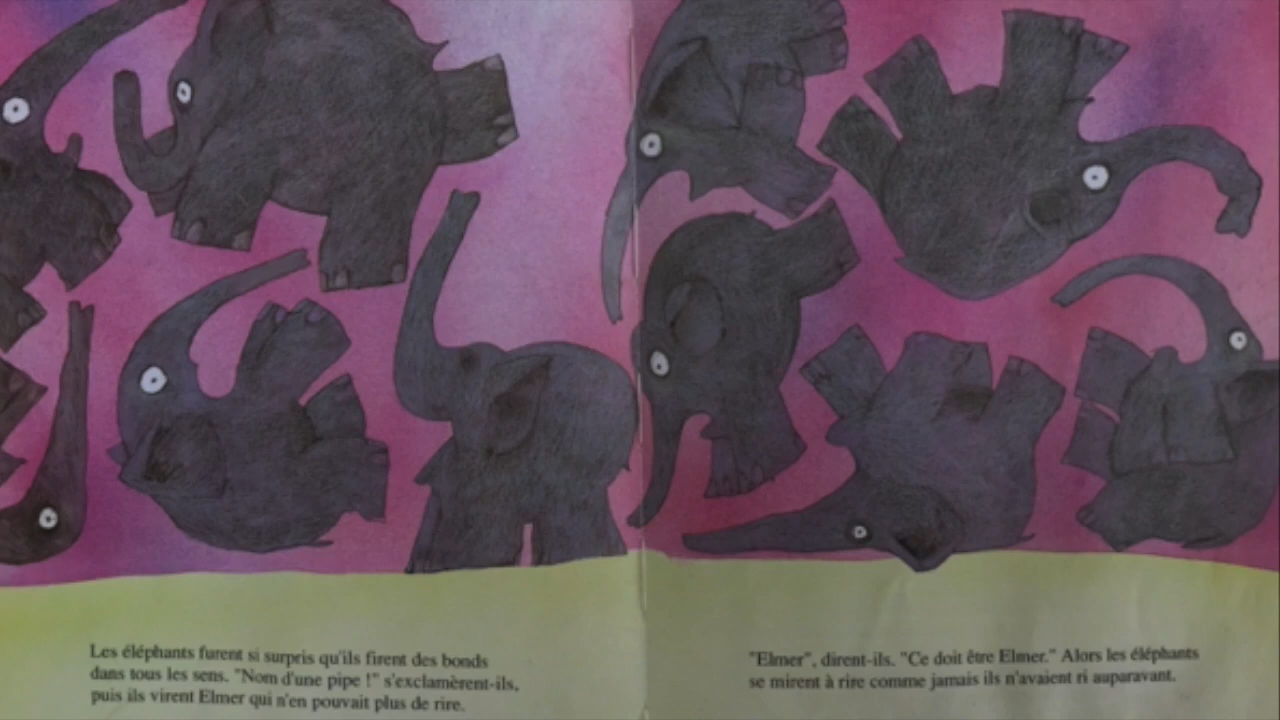 Les éléphants furent si surpris qu'ils firent des bonds
dans tous les sens. "Nom d'une pipe !" s'exclamèrent-ils,
puis ils virent Elmer qui n'en pouvait plus de rire.
"Elmer", dirent-ils. "Ce doit être Elmer." Alors les éléphants
se mirent à rire comme jamais ils n'avaient ri auparavant.